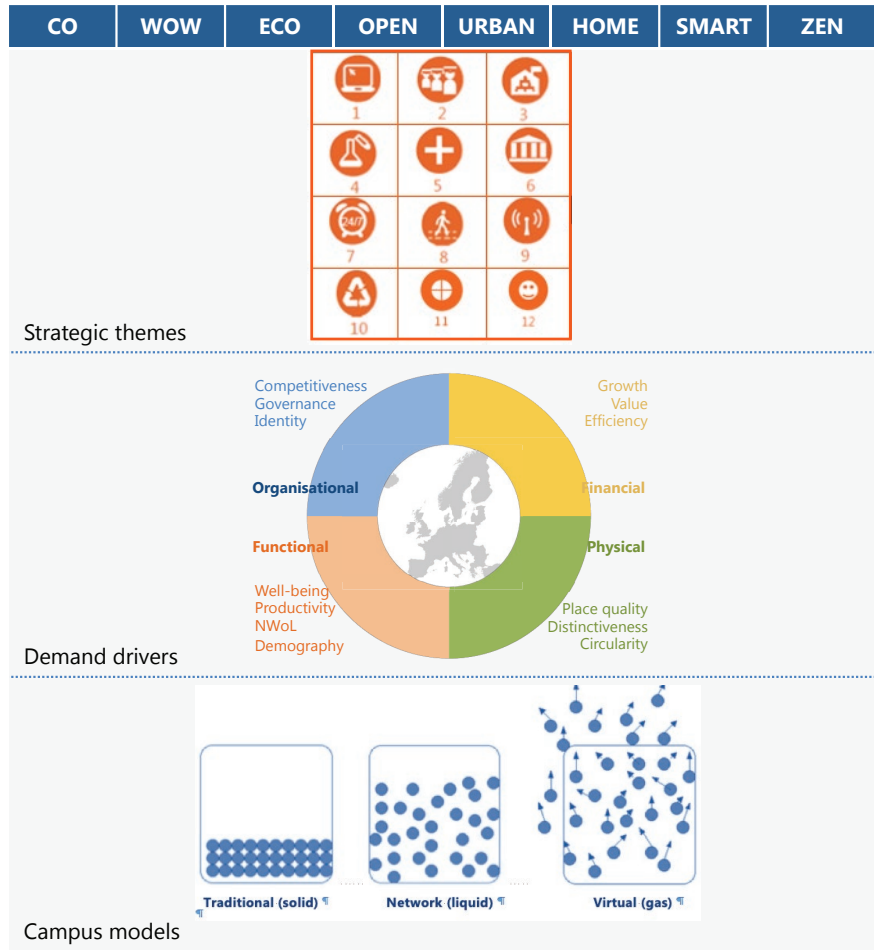 CO WOW ECO OPEN URBAN HOME SMART ZEN
1 2 3
4 5 6
24/7
7 8 9
10 11 12
Strategic themes
Competitiveness
Governance
Identity
Growth
Value
Efficiency
Organisational
Financial
Functional
Physical
Well-being
Productivity
NWoL
Demography
Place quality
Distinctiveness
Circularity
Demand drivers
Traditional (solid) ¶
Network (liquid) ¶
Virtual (gas) ¶
¶
Campus models